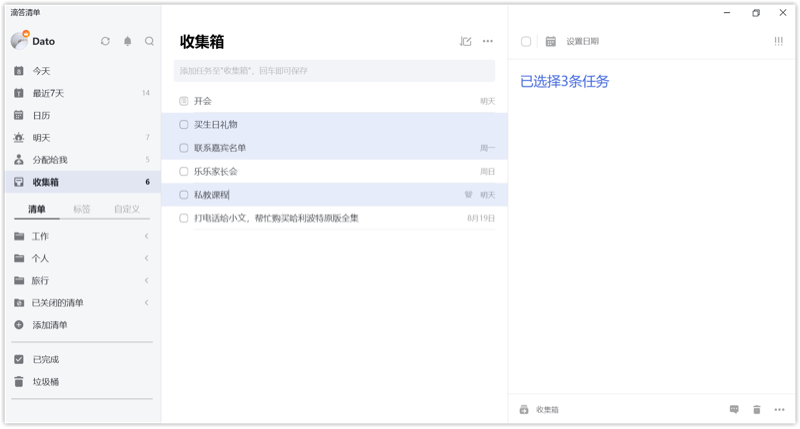 滴答清单
Dato
今天
最近7天 14
日历
明天 7
分配给我 5
收集箱 6
清单 标签 自定义
工作
个人
旅行
已关闭的清单
添加清单
已完成
垃圾桶
收集箱
添加任务至"收集箱"，回车即可保存
开会 明天
买生日礼物
联系嘉宾名单 周一
乐乐家长会 周日
私教课程 明天
打电话给小文，帮忙购买哈利波特原版全集 8月19日
设置日期 !!!
已选择3条任务
收集箱